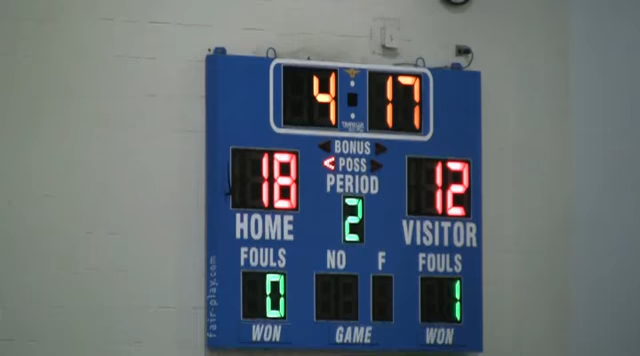 4 17
BONUS
< POSS
18 PERIOD 12
2
HOME VISITOR
FOULS NO F FOULS
0 1
WON GAME WON
fair-play.com